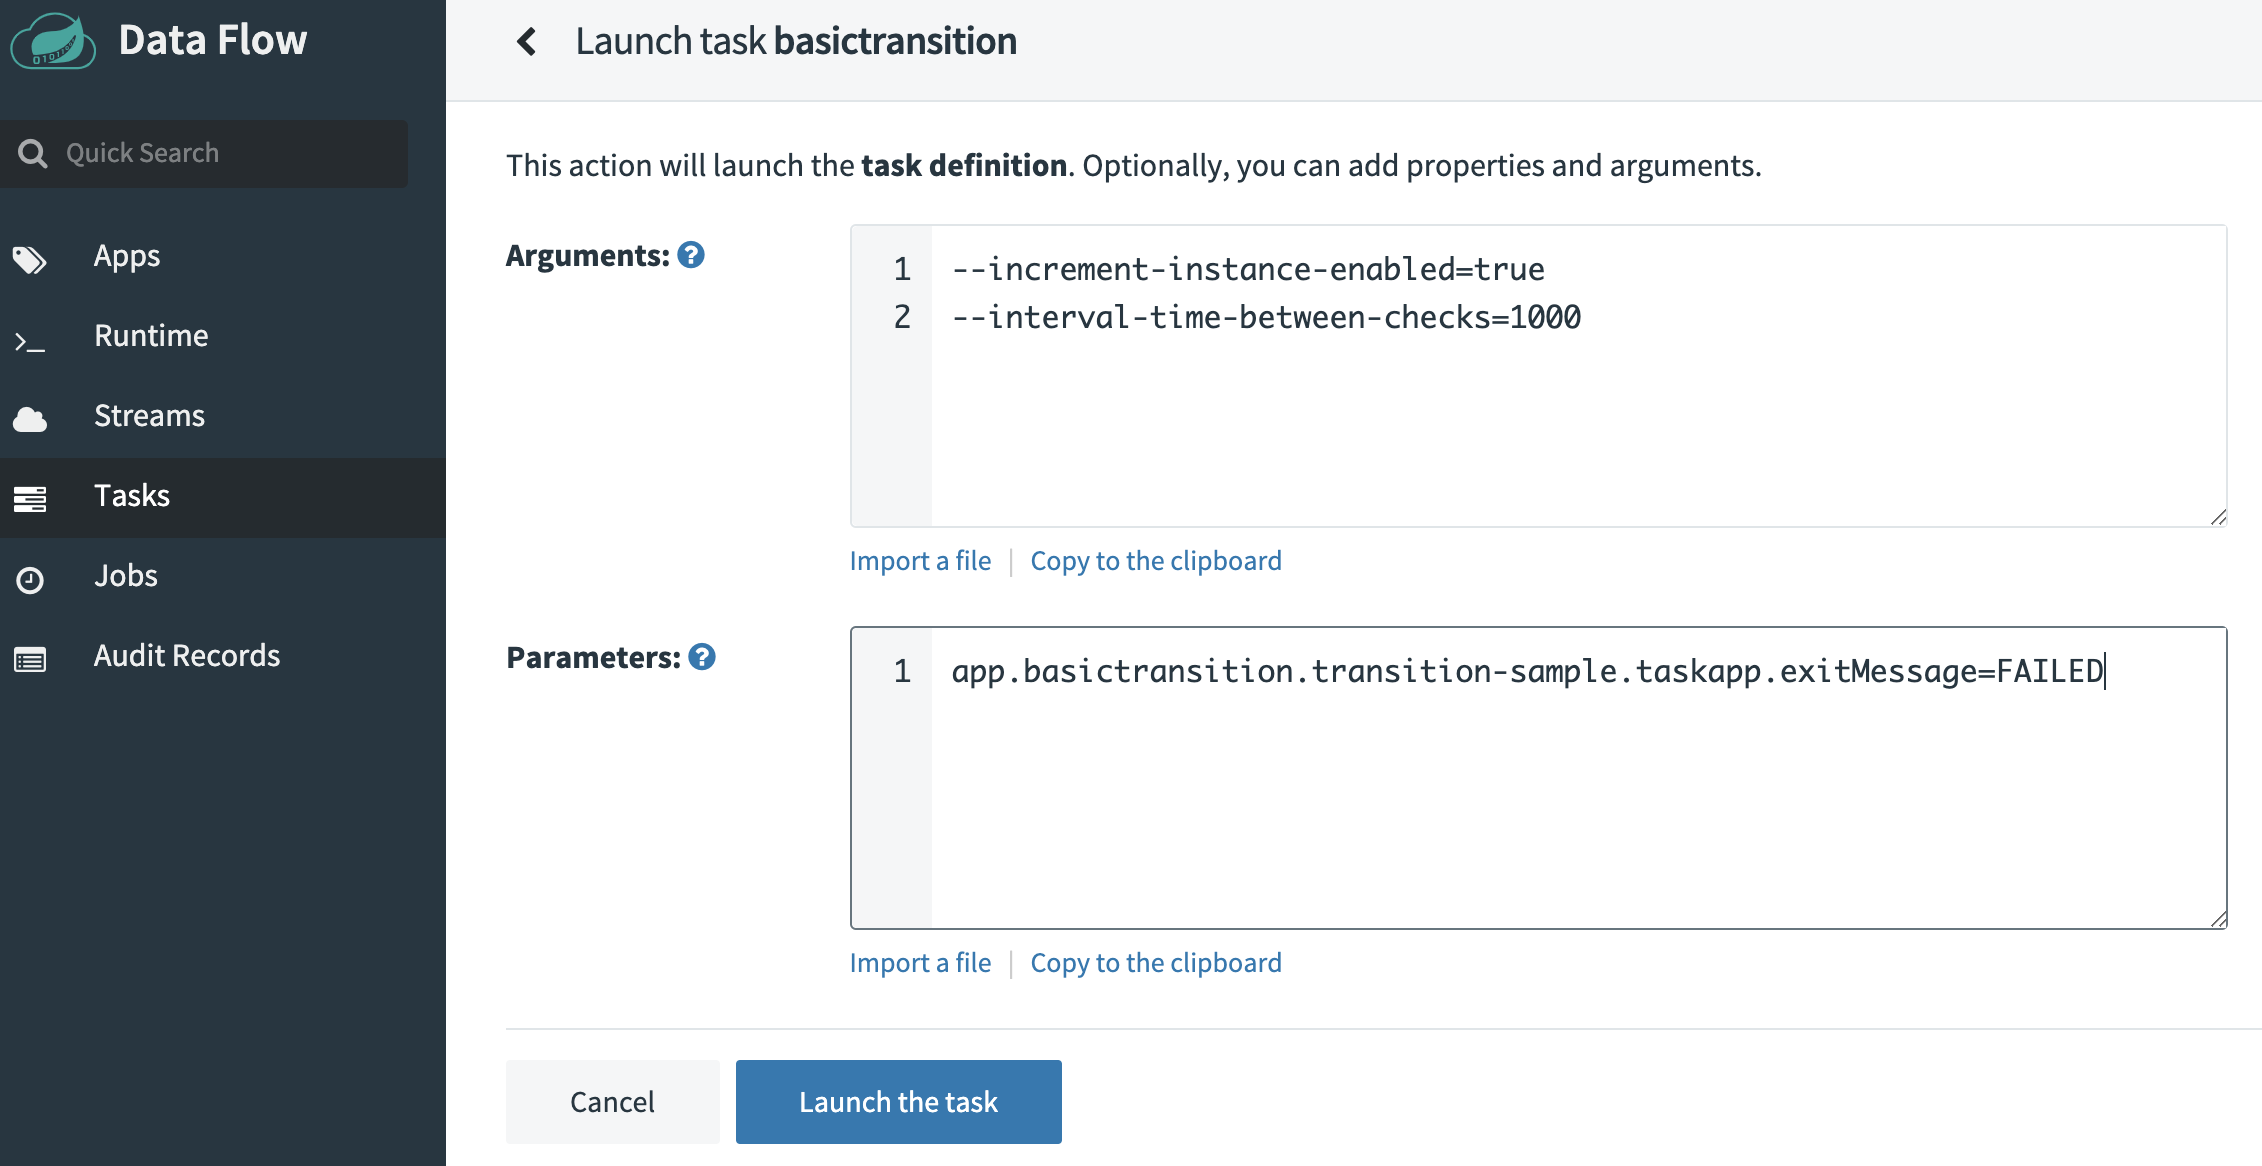 Data Flow
Quick Search
Apps
Runtime
Streams
Tasks
Jobs
Audit Records
Launch task basictransition
This action will launch the task definition. Optionally, you can add properties and arguments.
Arguments: ?
1 --increment-instance-enabled=true
2 --interval-time-between-checks=1000
Import a file | Copy to the clipboard
Parameters: ?
1 app.basictransition.transition-sample.taskapp.exitMessage=FAILED
Import a file | Copy to the clipboard
Cancel
Launch the task